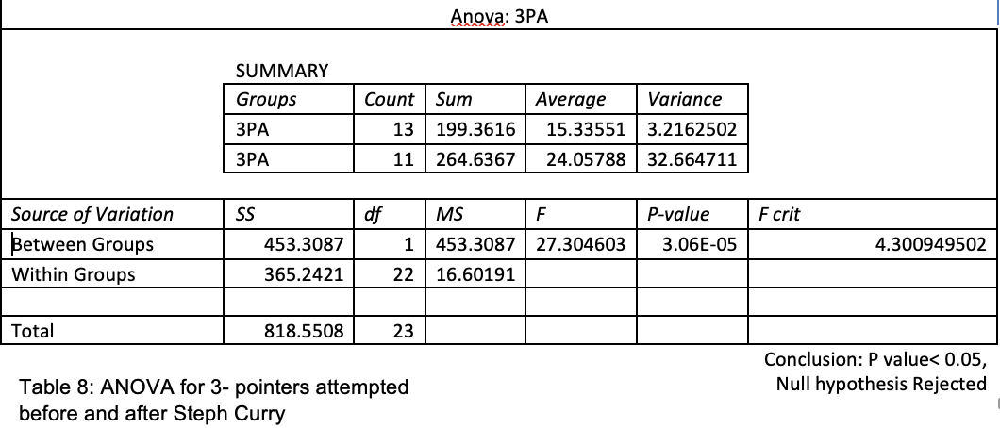 Anova: 3PA
SUMMARY
Groups Count Sum Average Variance
3PA 13 199.3616 15.33551 3.2162502
3PA 11 264.6367 24.05788 32.664711
Source of Variation SS df MS F P-value F crit
Between Groups 453.3087 1 453.3087 27.304603 3.06E-05 4.300949502
Within Groups 365.2421 22 16.60191
Total 818.5508 23
Conclusion: P value< 0.05,
Null hypothesis Rejected
Table 8: ANOVA for 3- pointers attempted
before and after Steph Curry